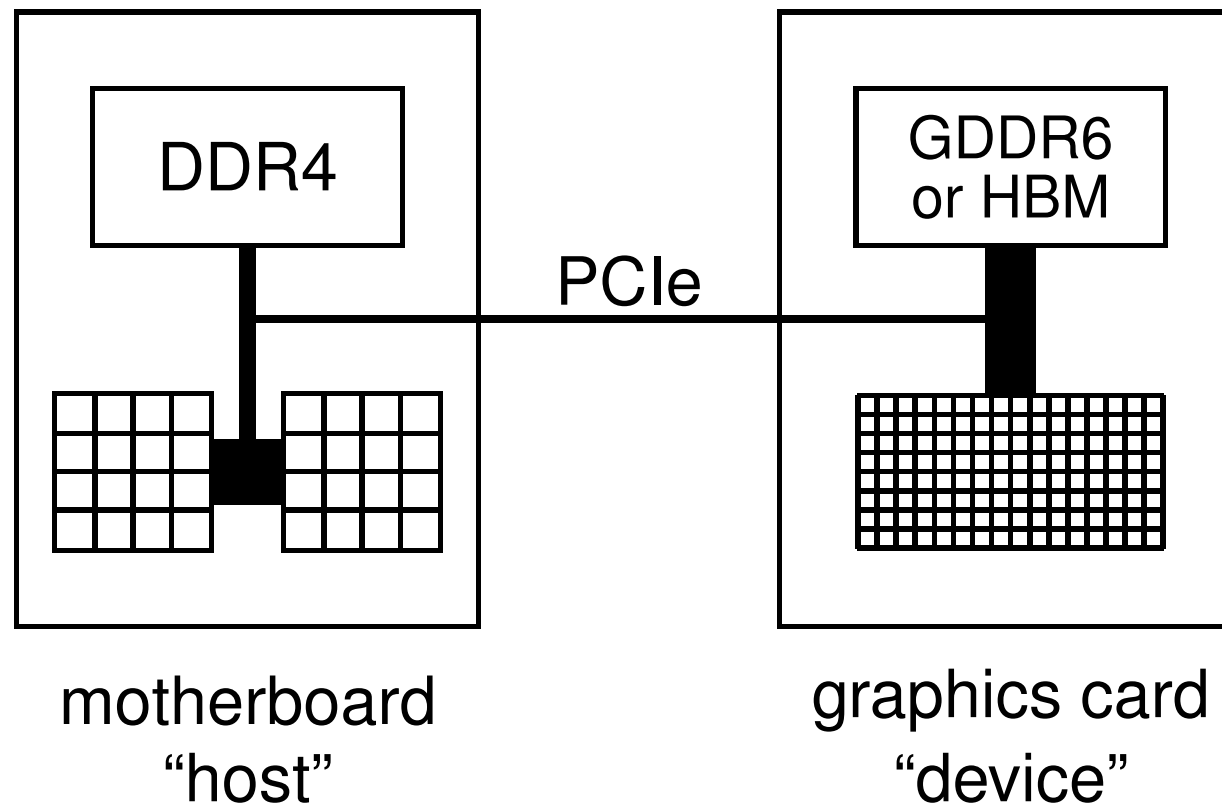 DDR4
GDDR6
or HBM
PCIe
motherboard
“host”
graphics card
“device”